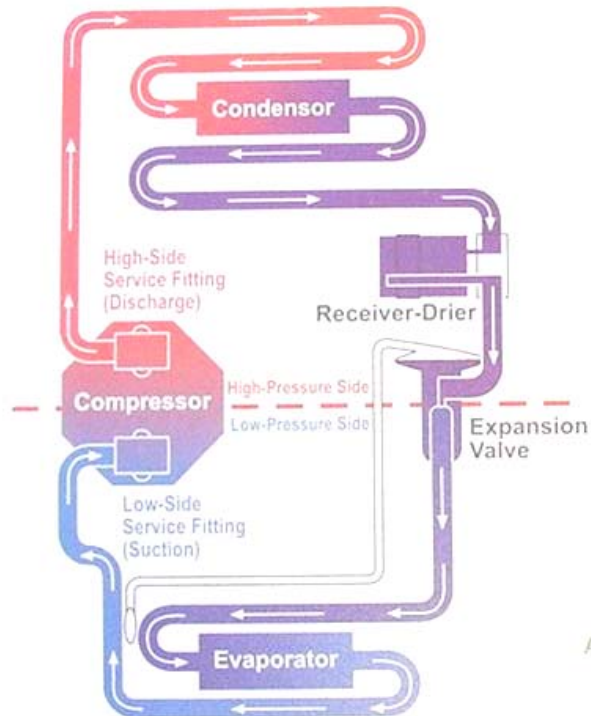 Condensor
High-Side
Service Fitting
(Discharge)
Receiver-Drier
Compressor
High-Pressure Side
Low-Pressure Side
Expansion
Valve
Low-Side
Service Fitting
(Suction)
Evaporator
A